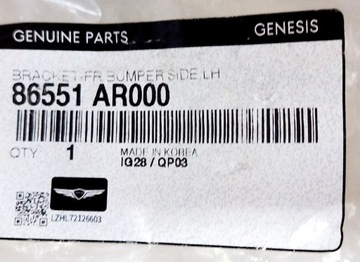 GENUINE PARTS
GENESIS
BRACKET-FR BUMPER SIDE,LH
86551 AR000
QTY 1
MADE IN KOREA
IG28 / QP03
LZHL72126603